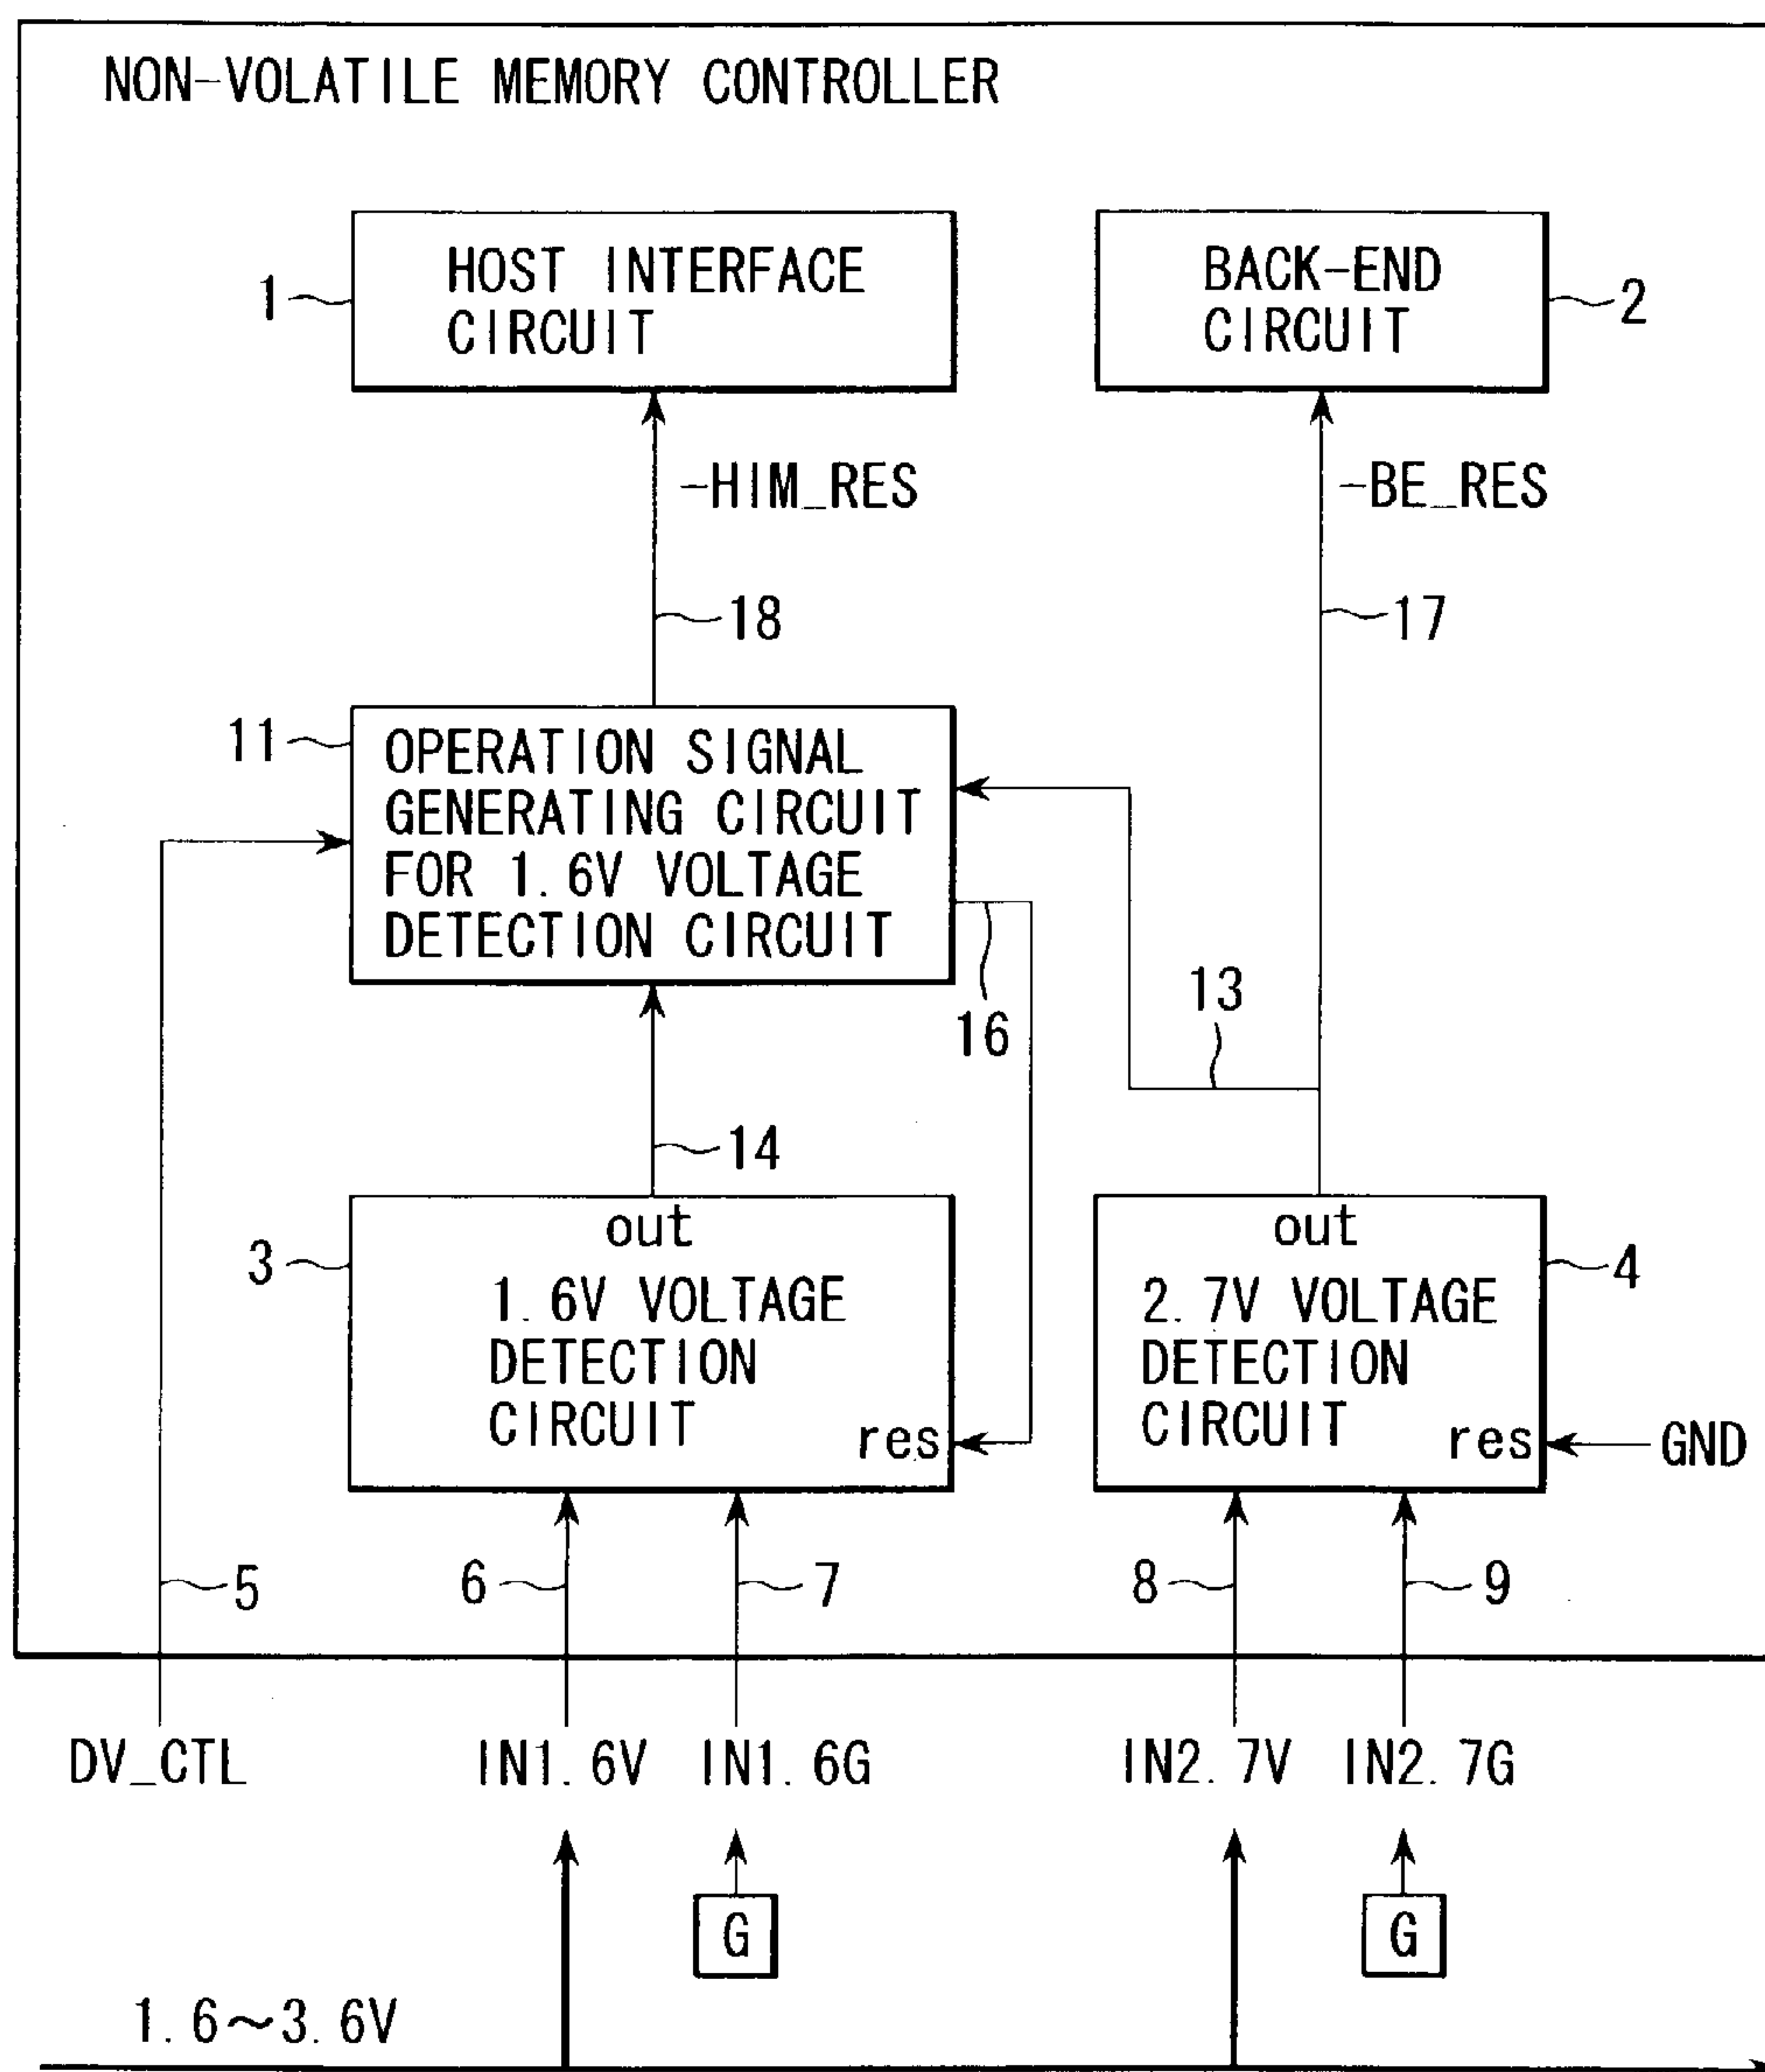 NON-VOLATILE MEMORY CONTROLLER
1
HOST INTERFACE
CIRCUIT
BACK-END
CIRCUIT
2
-HIM_RES
-BE_RES
18
17
11
OPERATION SIGNAL
GENERATING CIRCUIT
FOR 1.6V VOLTAGE
DETECTION CIRCUIT
16
13
14
3
out
1.6V VOLTAGE
DETECTION
CIRCUIT
res
out
2.7V VOLTAGE
DETECTION
CIRCUIT
res
4
GND
5
6
7
8
9
DV_CTL
IN1.6V
IN1.6G
IN2.7V
IN2.7G
G
G
1.6~3.6V